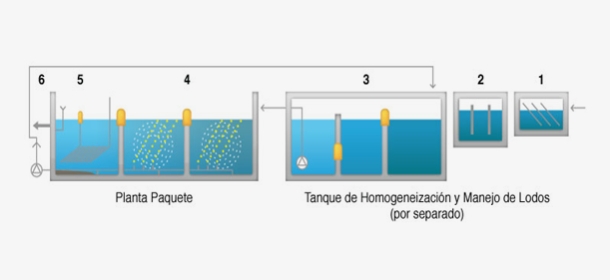 6 5 4 3 2 1
Planta Paquete
Tanque de Homogeneización y Manejo de Lodos
(por separado)